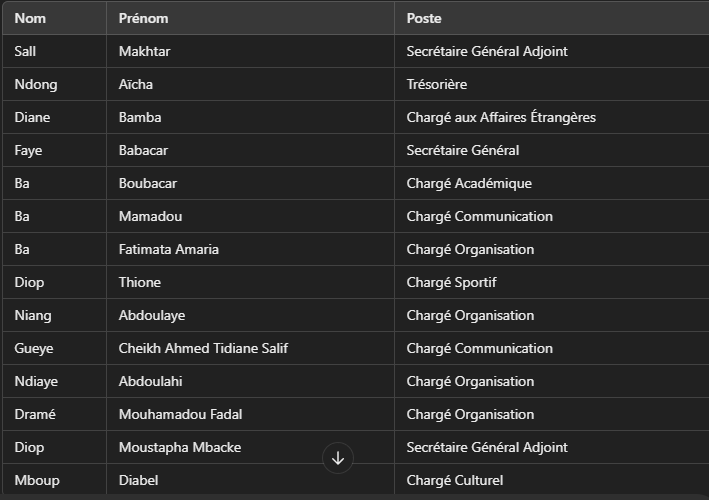 Nom Prénom Poste
Sall Makhtar Secrétaire Général Adjoint
Ndong Aïcha Trésorière
Diane Bamba Chargé aux Affaires Étrangères
Faye Babacar Secrétaire Général
Ba Boubacar Chargé Académique
Ba Mamadou Chargé Communication
Ba Fatimata Amaria Chargé Organisation
Diop Thione Chargé Sportif
Niang Abdoulaye Chargé Organisation
Gueye Cheikh Ahmed Tidiane Salif Chargé Communication
Ndiaye Abdoulahi Chargé Organisation
Dramé Mouhamadou Fadal Chargé Organisation
Diop Moustapha Mbacke Secrétaire Général Adjoint
Mboup Diabel Chargé Culturel